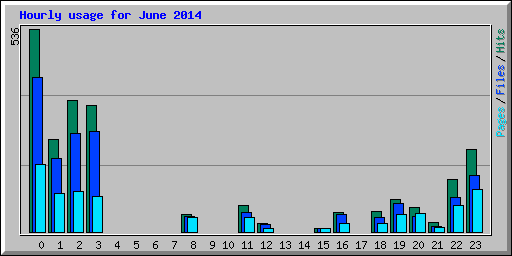 Hourly usage for June 2014
536
Pages/Files/Hits
0 1 2 3 4 5 6 7 8 9 10 11 12 13 14 15 16 17 18 19 20 21 22 23